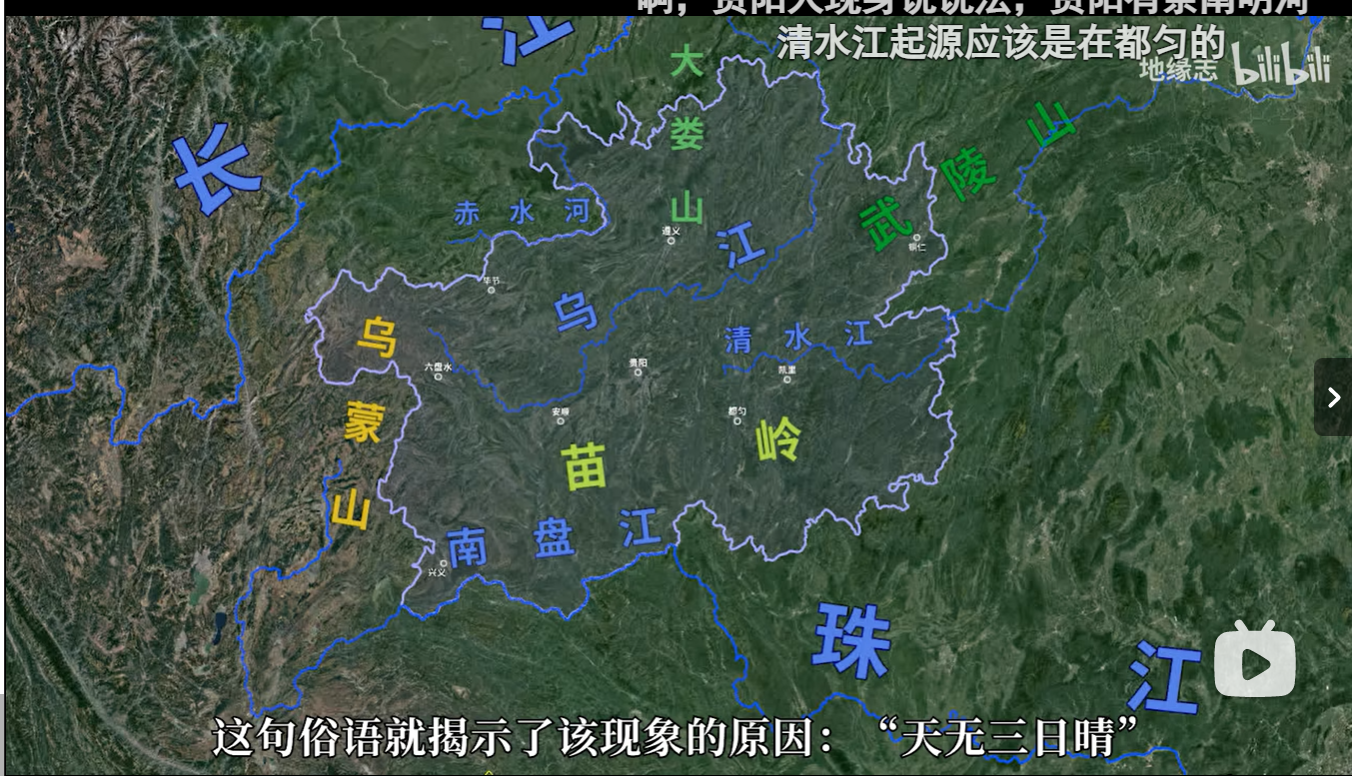 清水江起源应该是在都匀的
地缘志 bilibili
江
大娄山
长
武陵山
赤水河
遵义
铜仁
毕节
乌江
乌蒙山
清水江
六盘水
贵阳
凯里
安顺
都匀
苗岭
南盘江
兴义
珠江
这句俗语就揭示了该现象的原因：“天无三日晴”